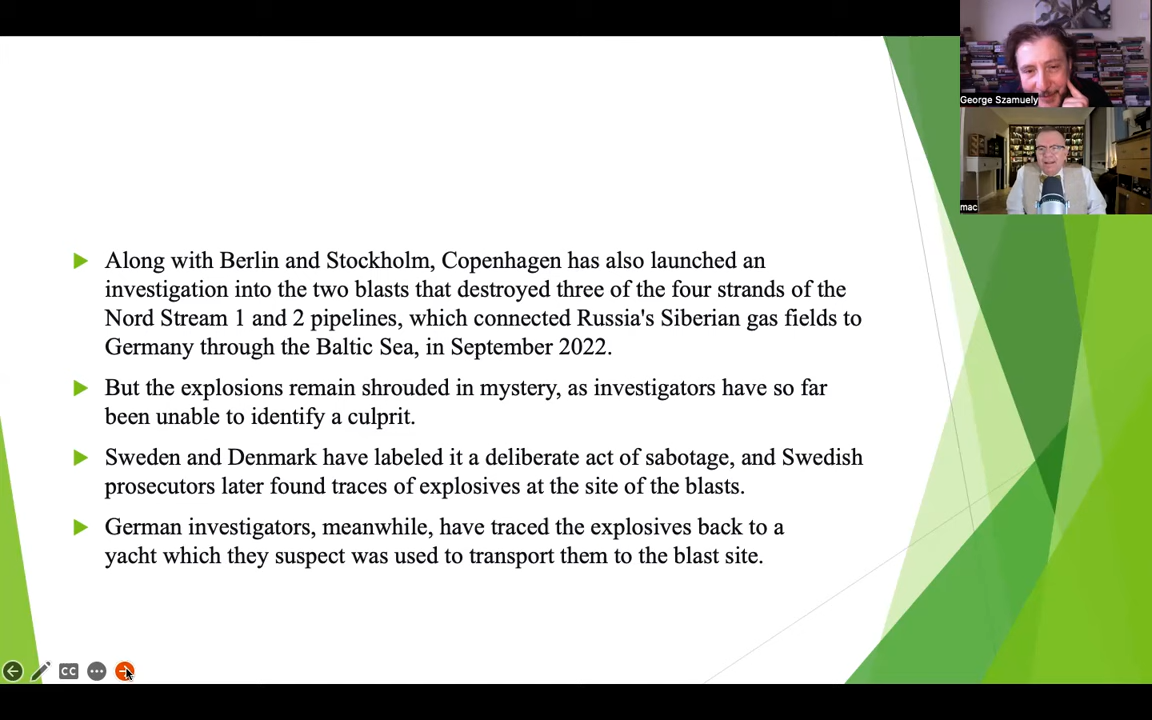 George Szamuely
mac
Along with Berlin and Stockholm, Copenhagen has also launched an
investigation into the two blasts that destroyed three of the four strands of the
Nord Stream 1 and 2 pipelines, which connected Russia's Siberian gas fields to
Germany through the Baltic Sea, in September 2022.
But the explosions remain shrouded in mystery, as investigators have so far
been unable to identify a culprit.
Sweden and Denmark have labeled it a deliberate act of sabotage, and Swedish
prosecutors later found traces of explosives at the site of the blasts.
German investigators, meanwhile, have traced the explosives back to a
yacht which they suspect was used to transport them to the blast site.
CC